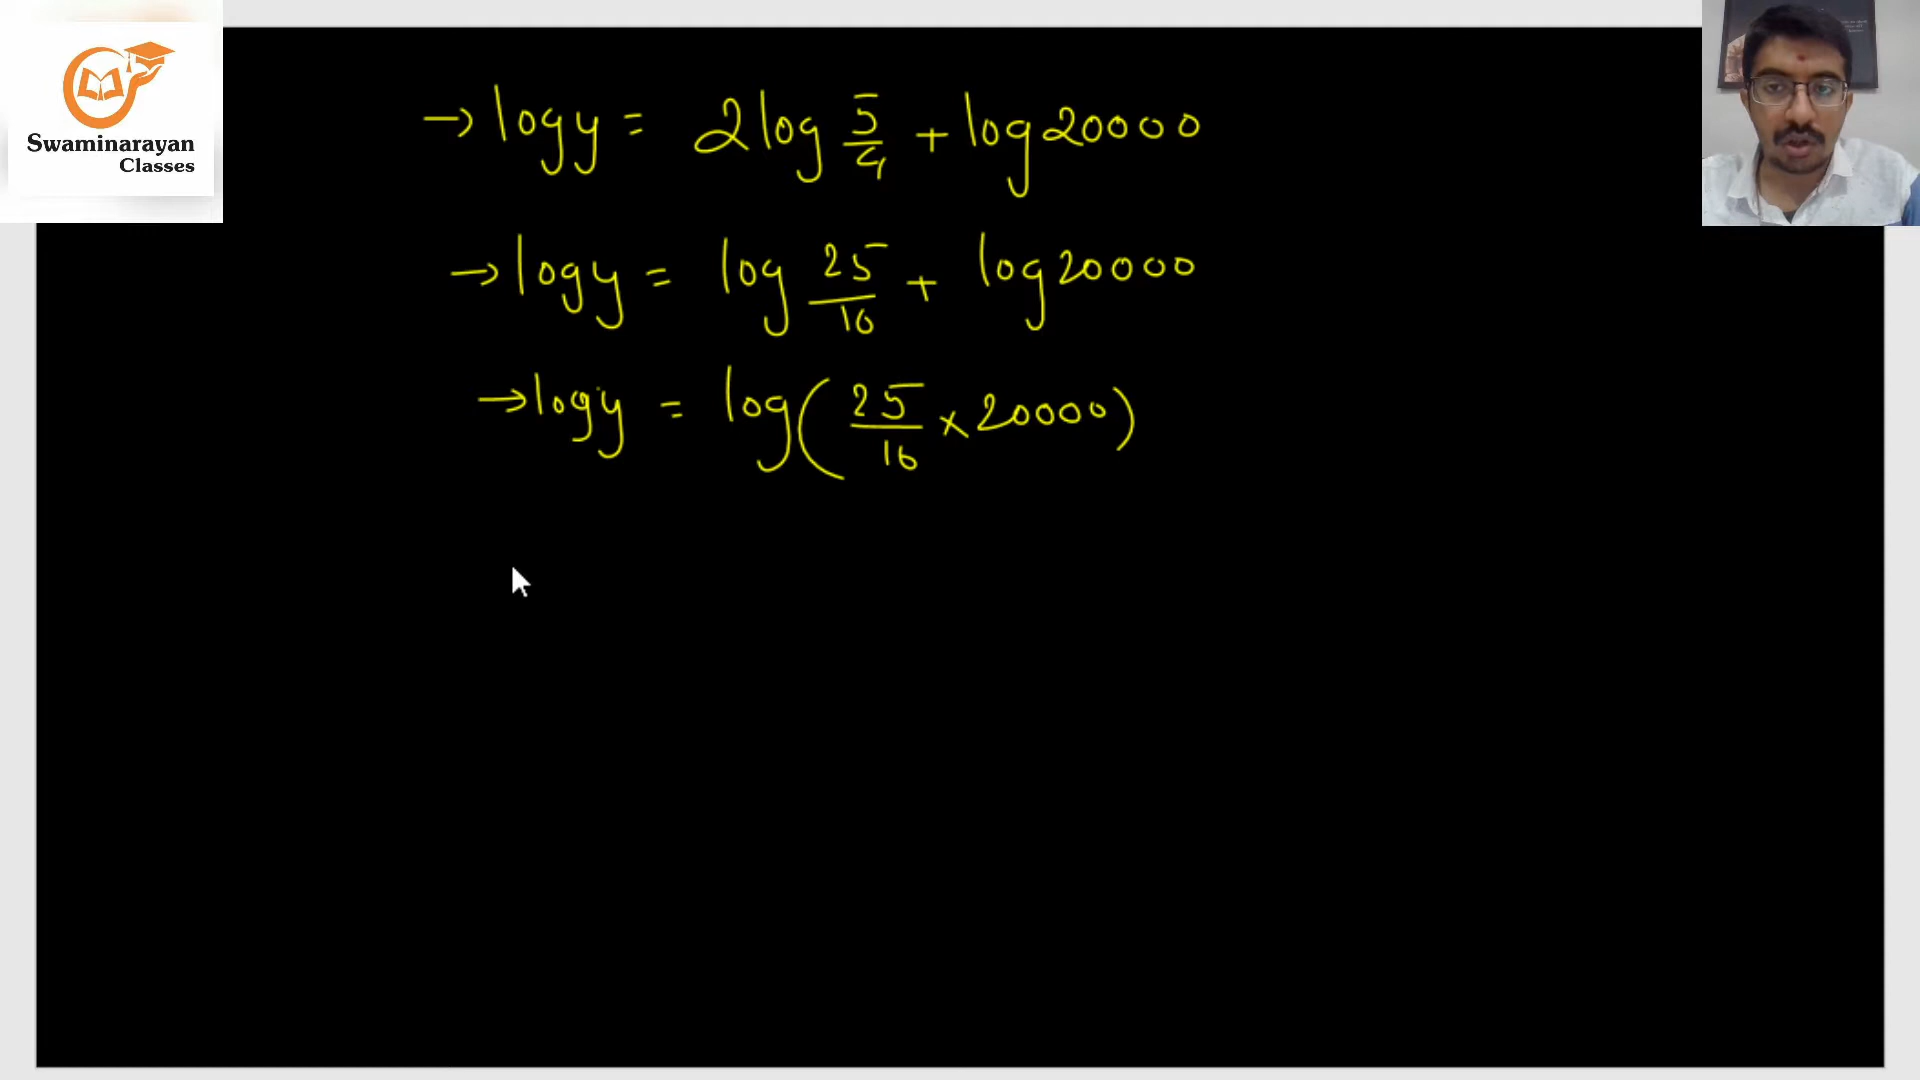 Swaminarayan
Classes
→ log y = 2 log 5/4 + log 20000
→ log y = log 25/16 + log 20000
→ log y = log ( 25/16 × 20000 )